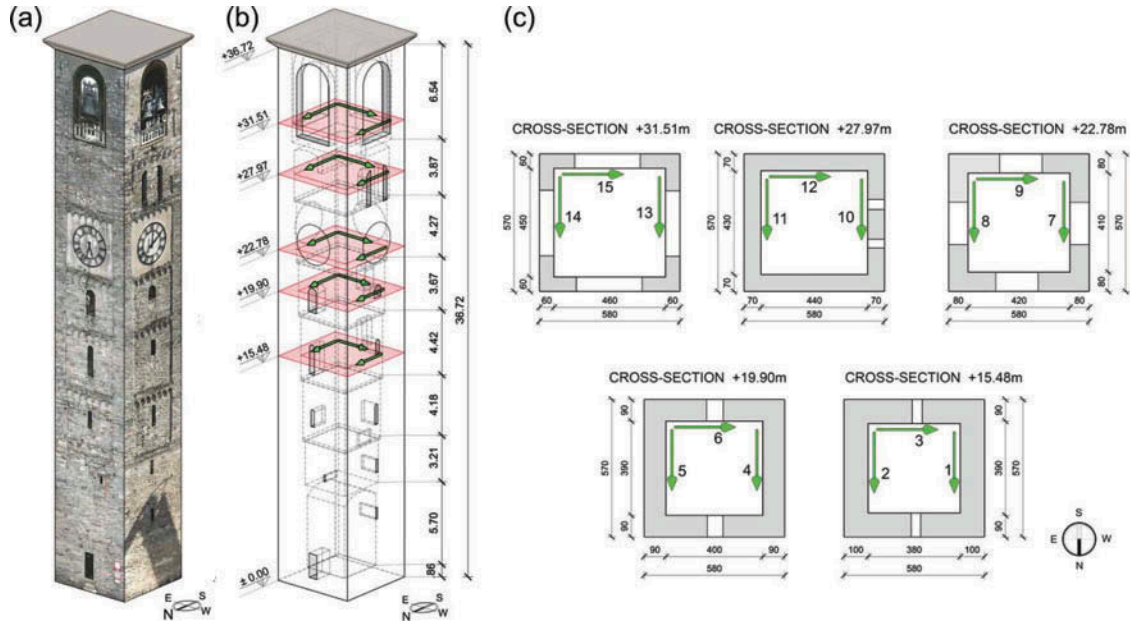 (a)
(b)
(c)
+36.72
+31.51
+27.97
+22.78
+19.90
+15.48
± 0.00
6.54
3.87
4.27
3.67
4.42
4.18
3.21
5.70
.86
36.72
E S
N W
E S
N W
CROSS-SECTION +31.51m
60
450
60
570
15
14
13
60 460 60
580
CROSS-SECTION +27.97m
70
430
70
570
12
11
10
70 440 70
580
CROSS-SECTION +22.78m
80
410
80
570
9
8
7
80 420 80
580
CROSS-SECTION +19.90m
90
390
90
570
6
5
4
90 400 90
580
CROSS-SECTION +15.48m
90
390
90
570
3
2
1
100 380 100
580
S
E W
N